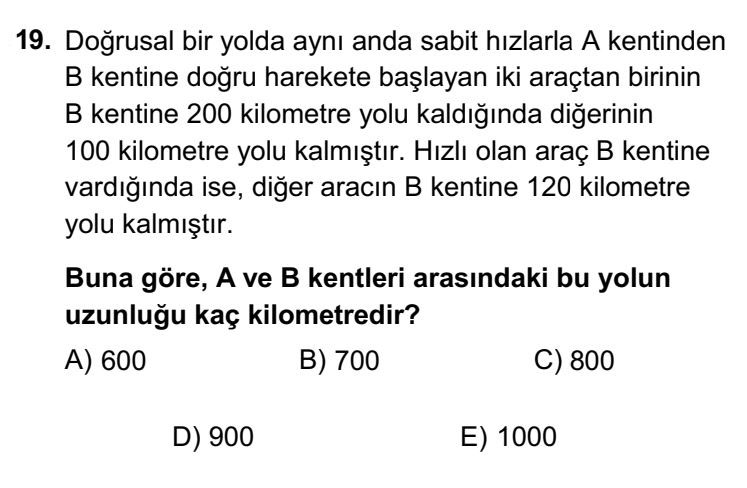 19. Doğrusal bir yolda aynı anda sabit hızlarla A kentinden
B kentine doğru harekete başlayan iki araçtan birinin
B kentine 200 kilometre yolu kaldığında diğerinin
100 kilometre yolu kalmıştır. Hızlı olan araç B kentine
vardığında ise, diğer aracın B kentine 120 kilometre
yolu kalmıştır.
Buna göre, A ve B kentleri arasındaki bu yolun
uzunluğu kaç kilometredir?
A) 600 B) 700 C) 800
D) 900 E) 1000